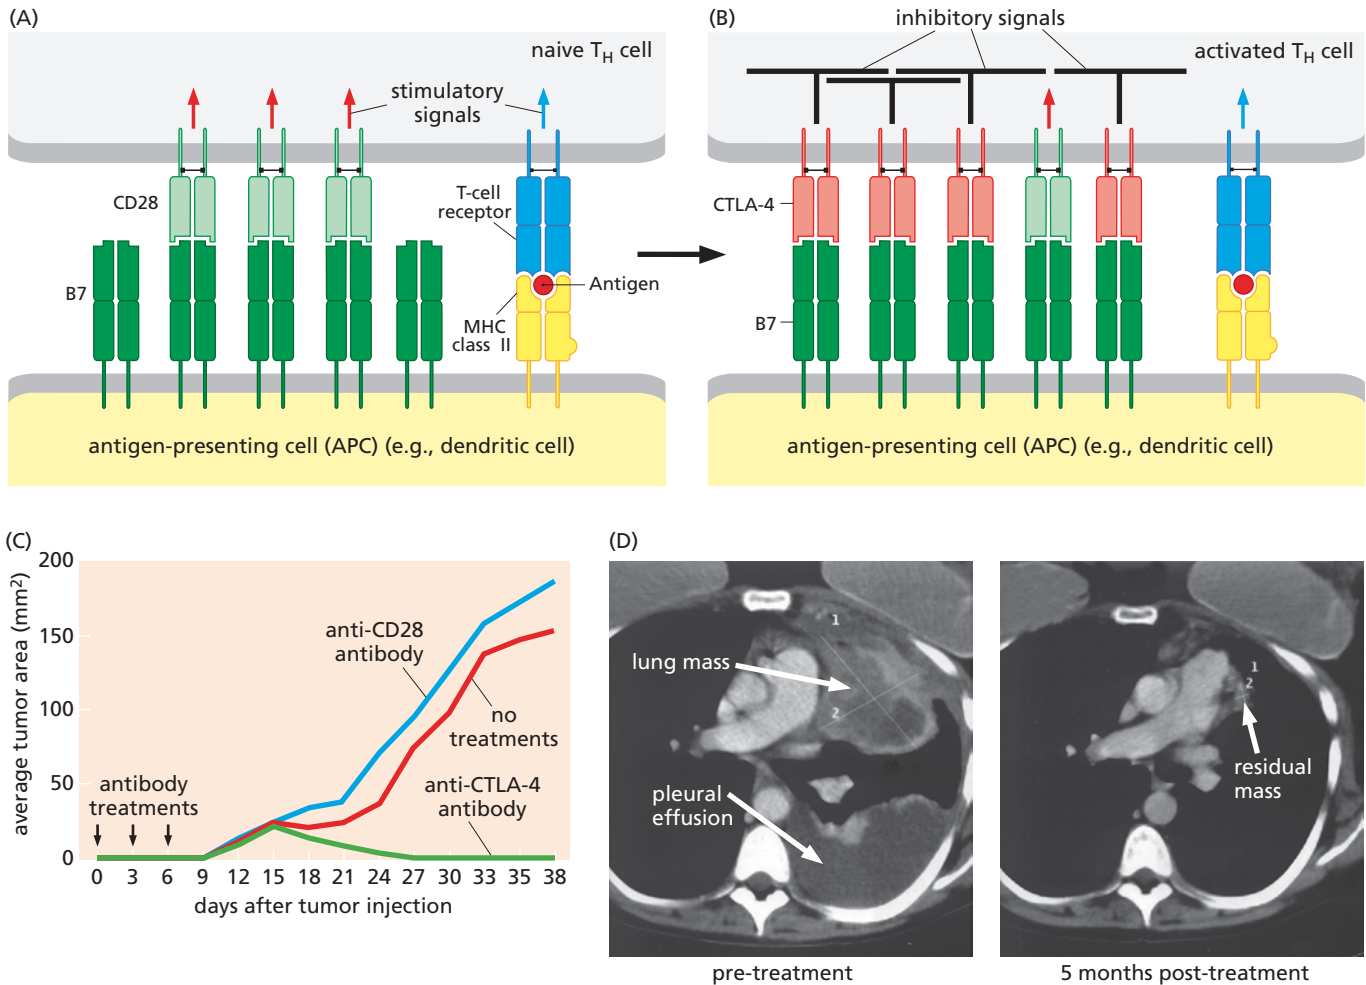 (A)
naive TH cell
stimulatory
signals
CD28
T-cell
receptor
B7
Antigen
MHC
class II
antigen-presenting cell (APC) (e.g., dendritic cell)
(B)
inhibitory signals
activated TH cell
CTLA-4
B7
antigen-presenting cell (APC) (e.g., dendritic cell)
(C)
average tumor area (mm2)
200
150
100
50
0
anti-CD28
antibody
no
treatments
antibody
treatments
anti-CTLA-4
antibody
0 3 6 9 12 15 18 21 24 27 30 33 35 38
days after tumor injection
(D)
1
lung mass
2
pleural
effusion
pre-treatment
1
2
residual
mass
5 months post-treatment